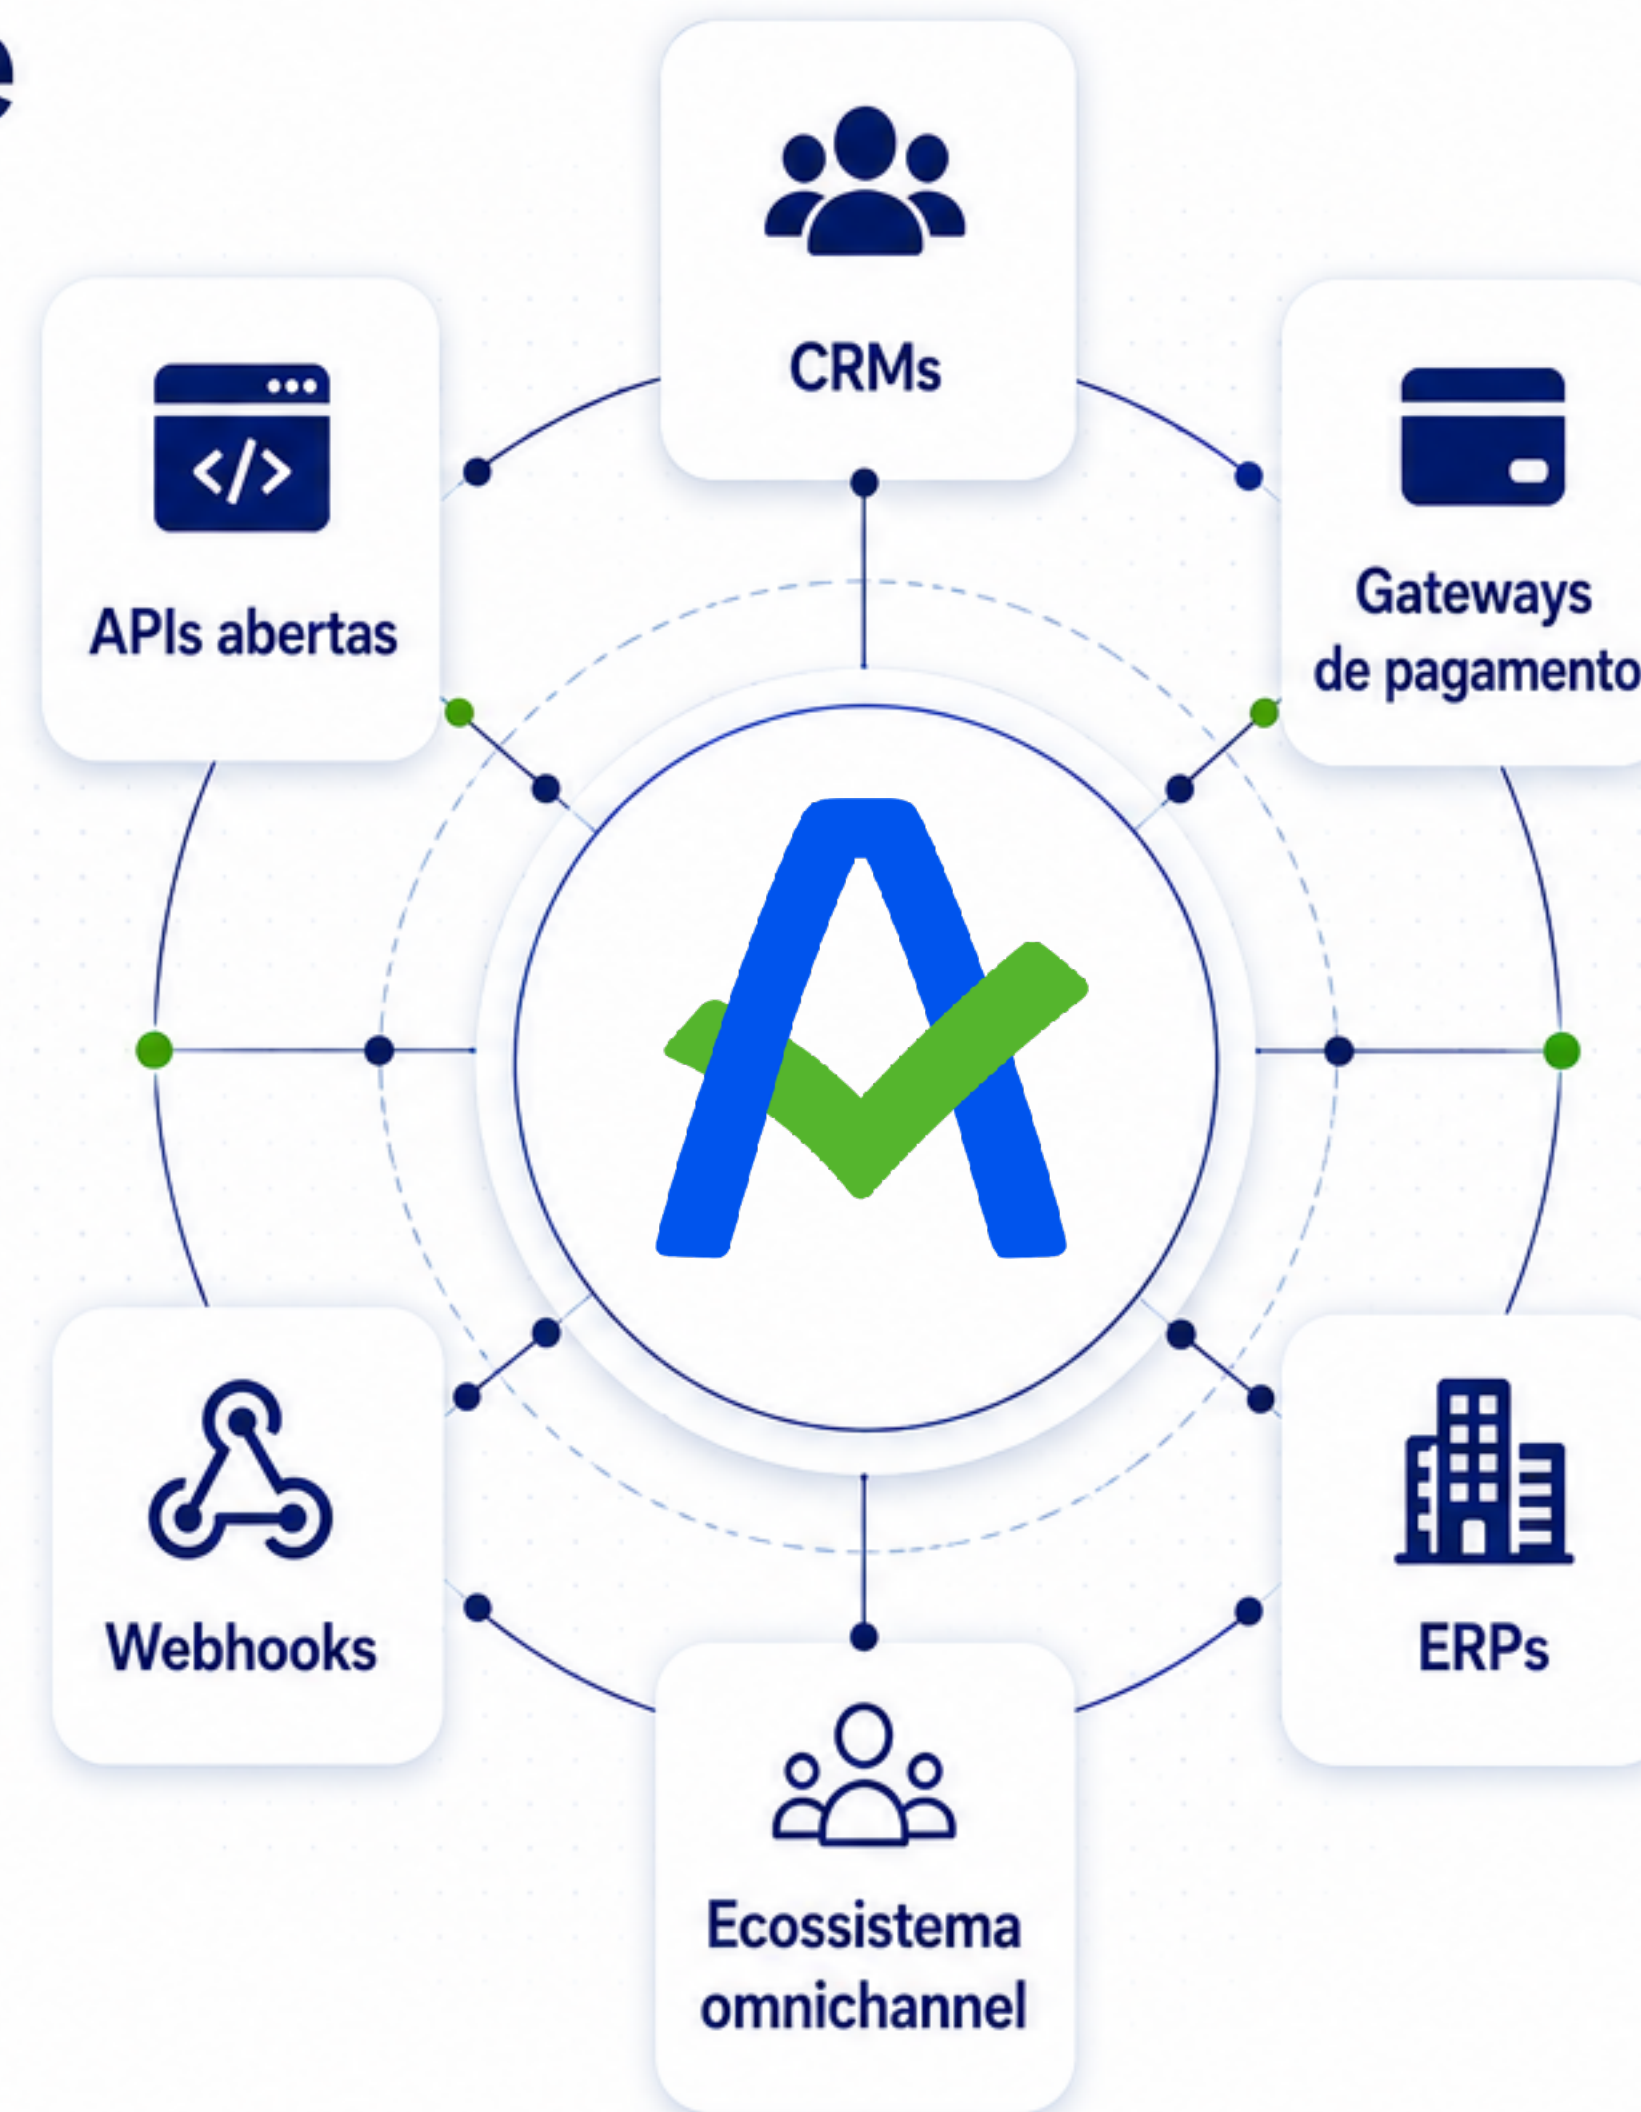 e
CRMs
APIs abertas
Gateways
de pagamento
Webhooks
ERPs
Ecossistema
omnichannel